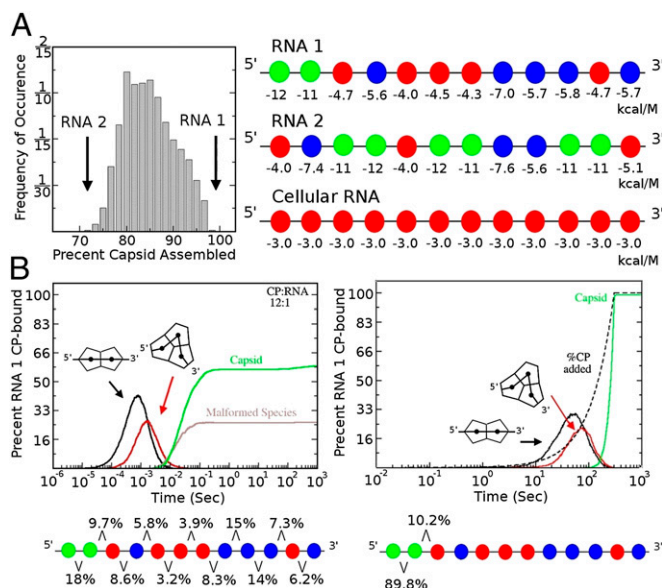 A
Frequency of Occurence
2
15
1
10
1
15
1
30
RNA 2
RNA 1
70 80 90 100
Precent Capsid Assembled
RNA 1
5' 3'
-12 -11 -4.7 -5.6 -4.0 -4.5 -4.3 -7.0 -5.7 -5.8 -4.7 -5.7
kcal/M
RNA 2
5' 3'
-4.0 -7.4 -11 -12 -4.0 -12 -11 -7.6 -5.6 -11 -11 -5.1
kcal/M
Cellular RNA
5' 3'
-3.0 -3.0 -3.0 -3.0 -3.0 -3.0 -3.0 -3.0 -3.0 -3.0 -3.0 -3.0
kcal/M
B
Precent RNA 1 CP-bound
100
83
66
50
33
16
CP:RNA
12:1
5' 3'
5' 3'
Capsid
Malformed Species
10-6 10-5 10-4 10-3 10-2 10-1 100 101 102 103
Time (Sec)
9.7% 5.8% 3.9% 15% 7.3%
5' 3'
18% 8.6% 3.2% 8.3% 14% 6.2%
Precent RNA 1 CP-bound
100
83
66
50
33
16
Capsid
%CP
added
5' 3'
5' 3'
10-1 100 101 102 103
Time (Sec)
10.2%
5' 3'
89.8%